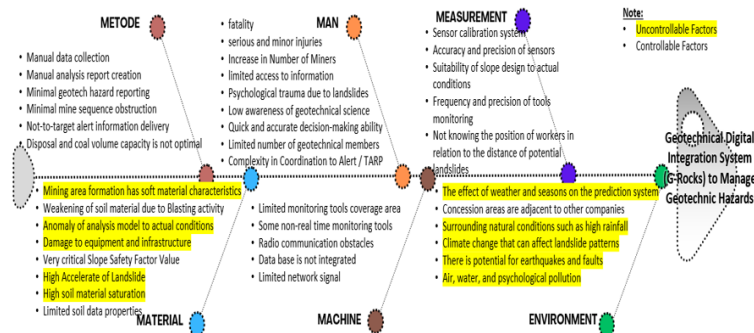 METODE
• Manual data collection
• Manual analysis report creation
• Minimal geotech hazard reporting
• Minimal mine sequence obstruction
• Not-to-target alert information delivery
• Disposal and coal volume capacity is not optimal
MAN
• fatality
• serious and minor injuries
• Increase in Number of Miners
• limited access to information
• Psychological trauma due to landslides
• Low awareness of geotechnical science
• Quick and accurate decision-making ability
• Limited number of geotechnical members
• Complexity in Coordination to Alert / TARP
MEASUREMENT
• Sensor calibration system
• Accuracy and precision of sensors
• Suitability of slope design to actual
conditions
• Frequency and precision of tools
monitoring
• Not knowing the position of workers in
relation to the distance of potential
landslides
Note:
• Uncontrollable Factors
• Controllable Factors
Geotechnical Digital
Integration System
(G-Rocks) to Manage
Geotechnic Hazards
• Mining area formation has soft material characteristics
• Weakening of soil material due to Blasting activity
• Anomaly of analysis model to actual conditions
• Damage to equipment and infrastructure
• Very critical Slope Safety Factor Value
• High Accelerate of Landslide
• High soil material saturation
• Limited soil data properties
MATERIAL
• Limited monitoring tools coverage area
• Some non-real time monitoring tools
• Radio communication obstacles
• Data base is not integrated
• Limited network signal
MACHINE
• The effect of weather and seasons on the prediction system
• Concession areas are adjacent to other companies
• Surrounding natural conditions such as high rainfall
• Climate change that can affect landslide patterns
• There is potential for earthquakes and faults
• Air, water, and psychological pollution
ENVIRONMENT